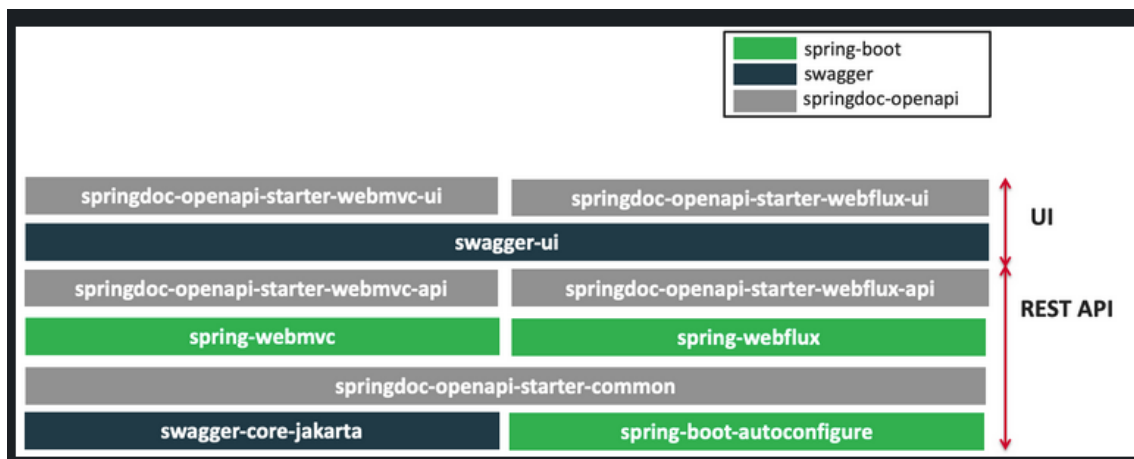 spring-boot
swagger
springdoc-openapi
springdoc-openapi-starter-webmvc-ui
springdoc-openapi-starter-webflux-ui
UI
swagger-ui
springdoc-openapi-starter-webmvc-api
springdoc-openapi-starter-webflux-api
REST API
spring-webmvc
spring-webflux
springdoc-openapi-starter-common
swagger-core-jakarta
spring-boot-autoconfigure